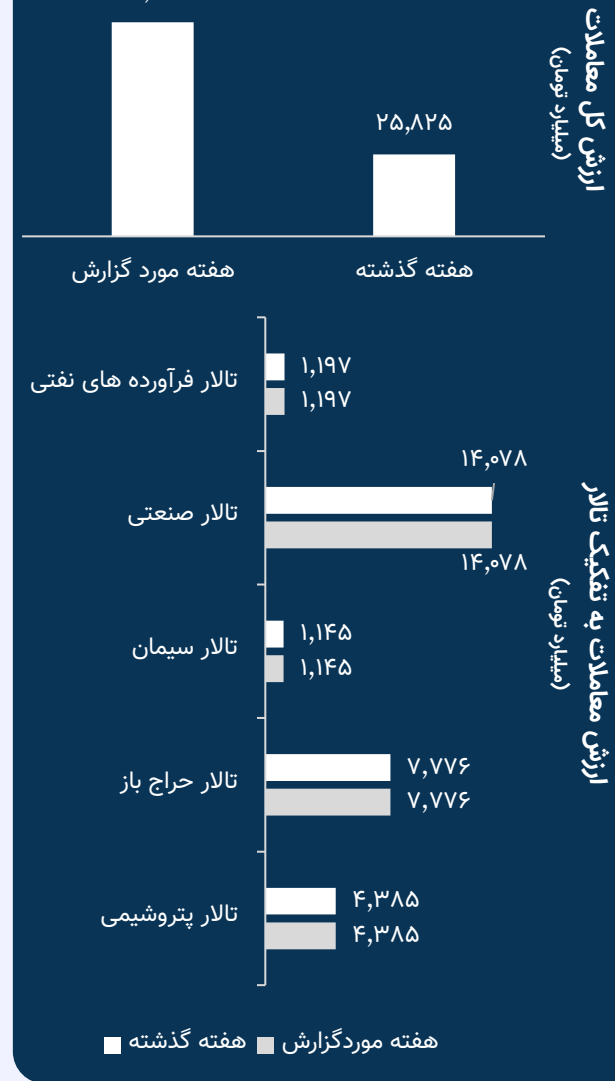 ارزش کل معاملات
(میلیارد تومان)
۲۵,۸۲۵
هفته گذشته
هفته مورد گزارش
ارزش معاملات به تفکیک تالار
(میلیارد تومان)
تالار فرآورده های نفتی
۱,۱۹۷
۱,۱۹۷
تالار صنعتی
۱۴,۰۷۸
۱۴,۰۷۸
تالار سیمان
۱,۱۴۵
۱,۱۴۵
تالار حراج باز
۷,۷۷۶
۷,۷۷۶
تالار پتروشیمی
۴,۳۸۵
۴,۳۸۵
هفته موردگزارش
هفته گذشته